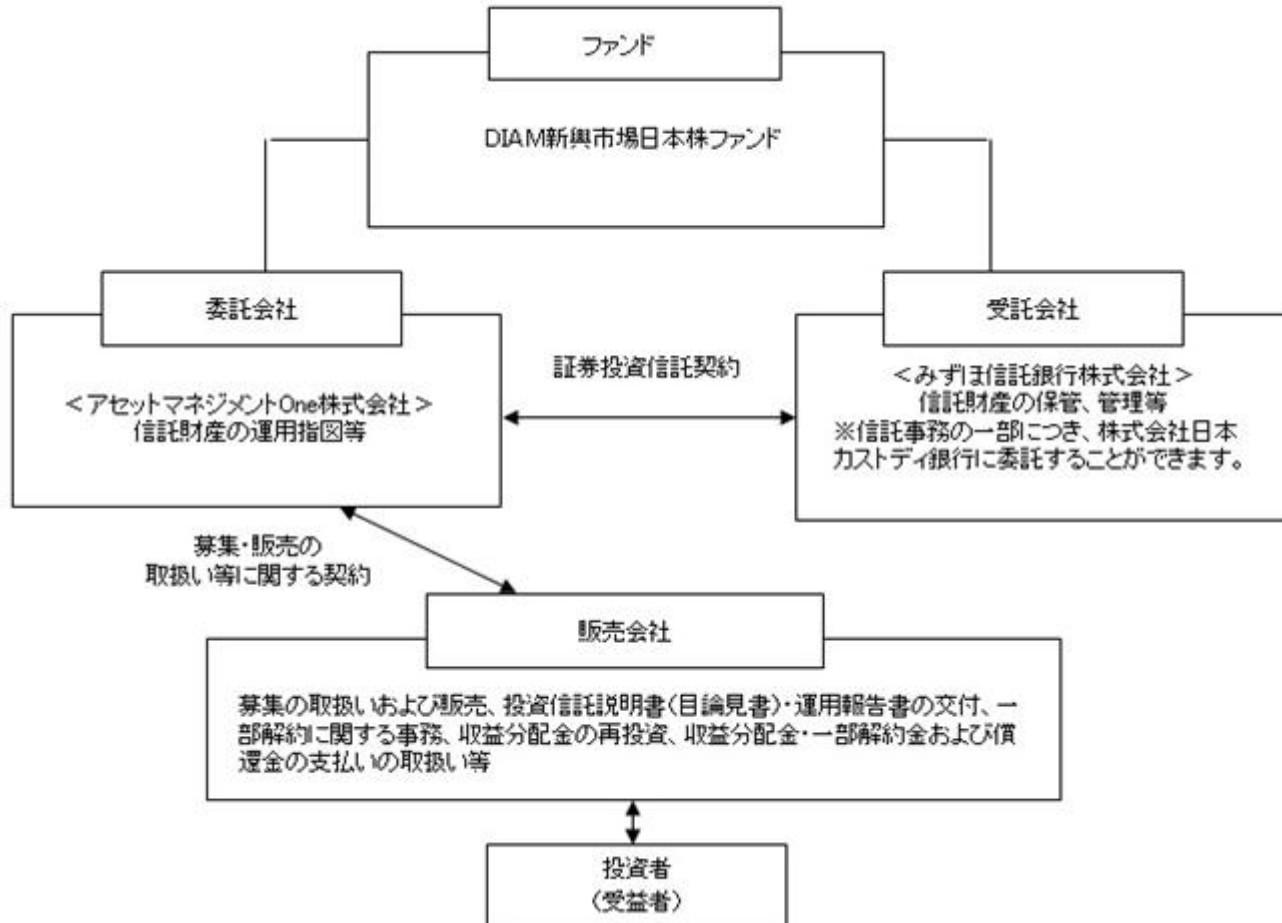 ファンド
DIAM新興市場日本株ファンド
委託会社
<アセットマネジメントOne株式会社>
信託財産の運用指図等
証券投資信託契約
受託会社
<みずほ信託銀行株式会社>
信託財産の保管、管理等
※信託事務の一部につき、株式会社日本
カストディ銀行に委託することができます。
募集・販売の
取扱い等に関する契約
販売会社
募集の取扱いおよび販売、投資信託説明書(目論見書)・運用報告書の交付、一
部解約に関する事務、収益分配金の再投資、収益分配金・一部解約金および償
還金の支払いの取扱い等
投資者
(受益者)